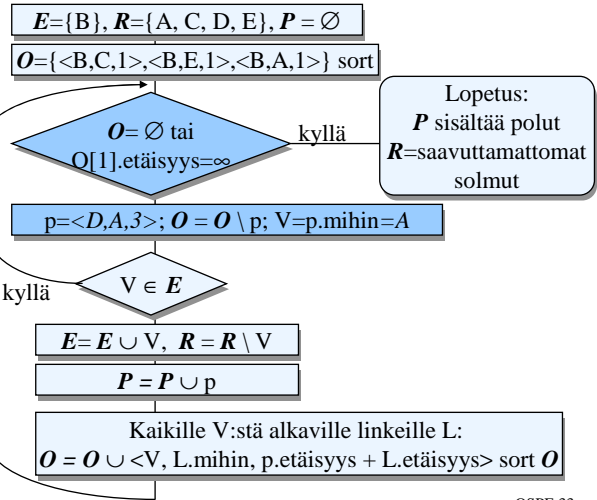 E={B}, R={A, C, D, E}, P = ∅
O={<B,C,1>,<B,E,1>,<B,A,1>} sort
O= ∅ tai
O[1].etäisyys=∞
kyllä
Lopetus:
P sisältää polut
R=saavuttamattomat
solmut
p=<D,A,3>; O = O \ p; V=p.mihin=A
V ∈ E
kyllä
E= E ∪ V, R = R \ V
P = P ∪ p
Kaikille V:stä alkaville linkeille L:
O = O ∪ <V, L.mihin, p.etäisyys + L.etäisyys> sort O